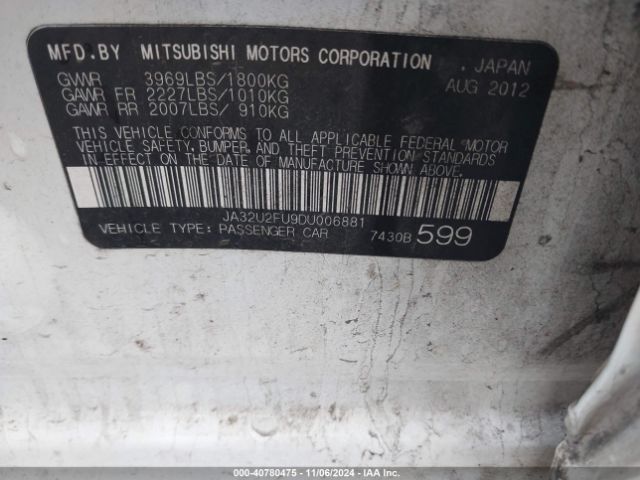 MFD.BY MITSUBISHI MOTORS CORPORATION . JAPAN
GVWR 3969LBS/1800KG AUG 2012
GAWR FR 2227LBS/1010KG
GAWR RR 2007LBS/ 910KG
THIS VEHICLE CONFORMS TO ALL APPLICABLE FEDERAL MOTOR
VEHICLE SAFETY, BUMPER, AND THEFT PREVENTION STANDARDS
IN EFFECT ON THE DATE OF MANUFACTURE SHOWN ABOVE.
JA32U2FU9DU006881
VEHICLE TYPE: PASSENGER CAR 7430B 599
000-40780475 - 11/06/2024 - IAA Inc.